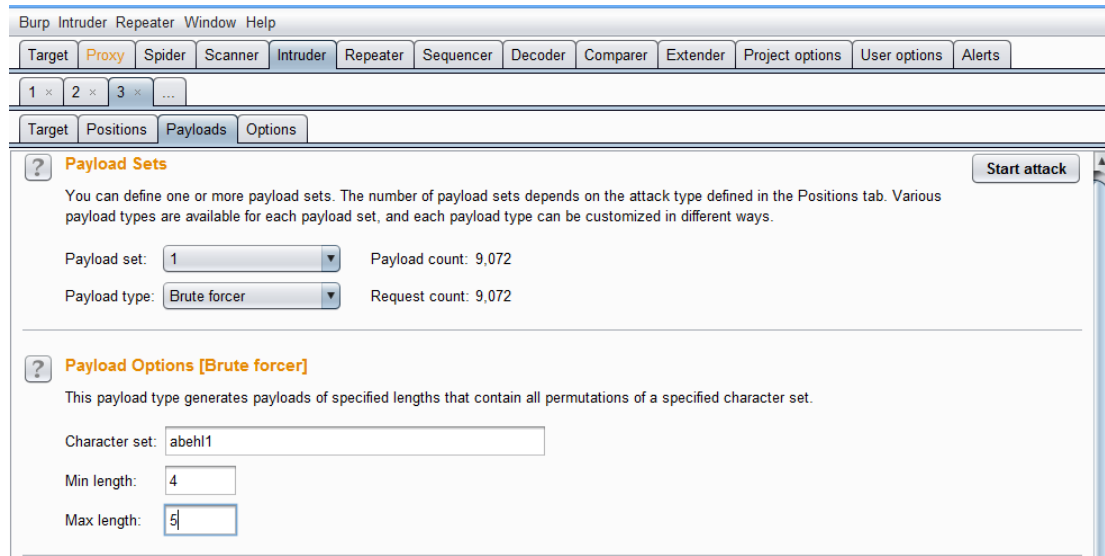 Burp Intruder Repeater Window Help
Target Proxy Spider Scanner Intruder Repeater Sequencer Decoder Comparer Extender Project options User options Alerts
1 × 2 × 3 × ...
Target Positions Payloads Options
? Payload Sets Start attack
You can define one or more payload sets. The number of payload sets depends on the attack type defined in the Positions tab. Various
payload types are available for each payload set, and each payload type can be customized in different ways.
Payload set: 1 Payload count: 9,072
Payload type: Brute forcer Request count: 9,072
? Payload Options [Brute forcer]
This payload type generates payloads of specified lengths that contain all permutations of a specified character set.
Character set: abehl1
Min length: 4
Max length: 5